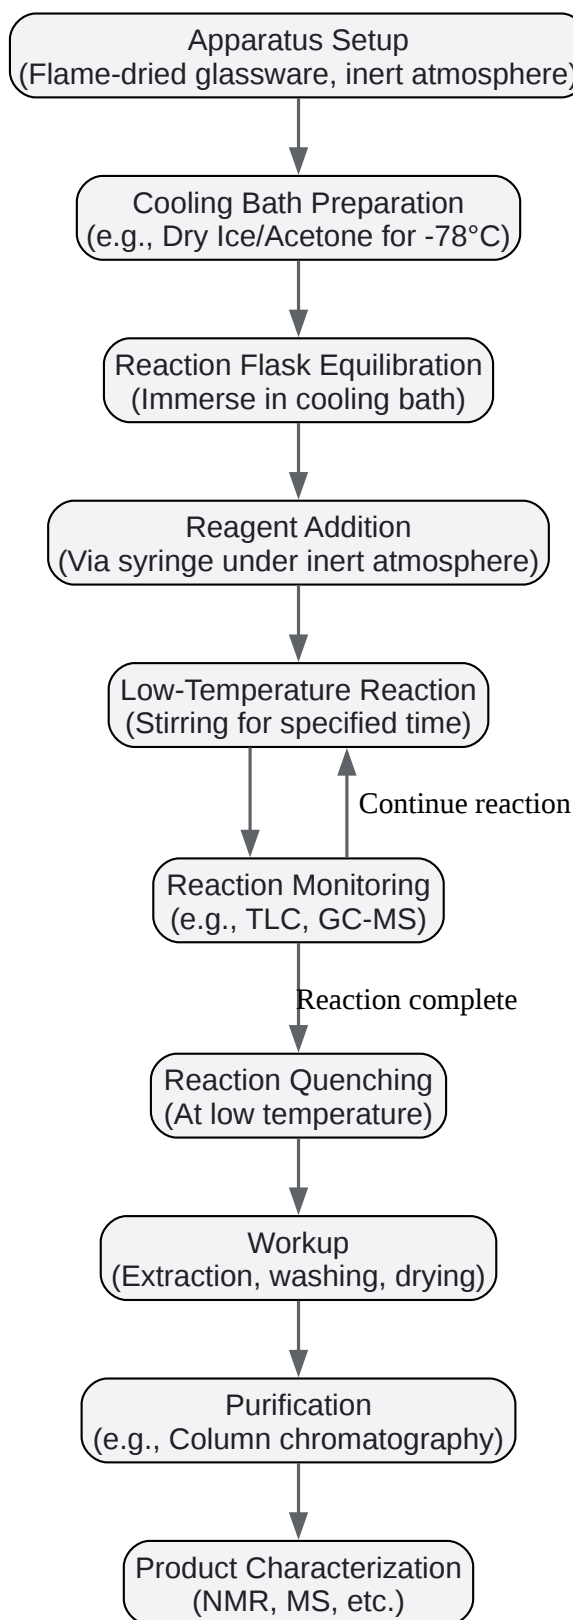 Apparatus Setup
(Flame-dried glassware, inert atmosphere)
Cooling Bath Preparation
(e.g., Dry Ice/Acetone for -78°C)
Reaction Flask Equilibration
(Immerse in cooling bath)
Reagent Addition
(Via syringe under inert atmosphere)
Low-Temperature Reaction
(Stirring for specified time)
Continue reaction
Reaction Monitoring
(e.g., TLC, GC-MS)
Reaction complete
Reaction Quenching
(At low temperature)
Workup
(Extraction, washing, drying)
Purification
(e.g., Column chromatography)
Product Characterization
(NMR, MS, etc.)